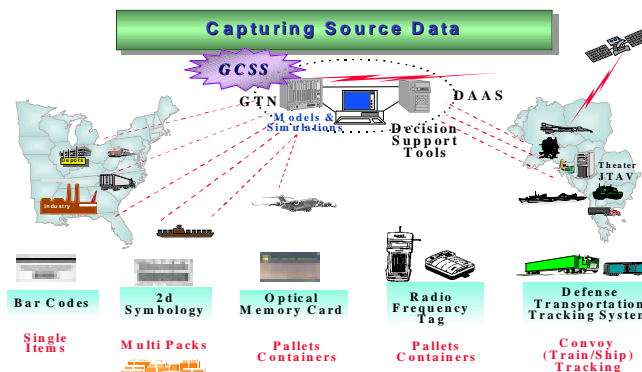 Capturing Source Data
GCSS
GTN
DAAS
Models &
Simulations
Decision
Support
Tools
Depots
Industry
Theater
JTAV
Bar Codes
2d
Symbology
Optical
Memory Card
Radio
Frequency
Tag
Defense
Transportation
Tracking System
Single
Items
Multi Packs
Pallets
Containers
Pallets
Containers
Convoy
(Train/Ship)
Tracking